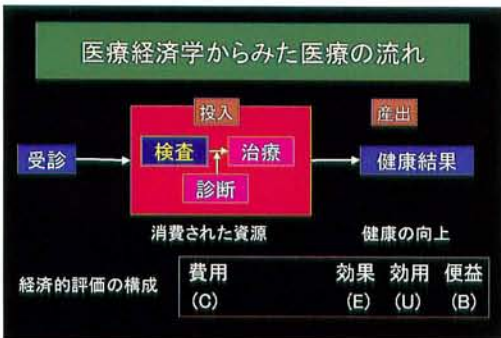 医療経済学からみた医療の流れ
投入 産出
受診 検査 治療 健康結果
診断
消費された資源 健康の向上
経済的評価の構成 費用 効果 効用 便益
(C) (E) (U) (B)